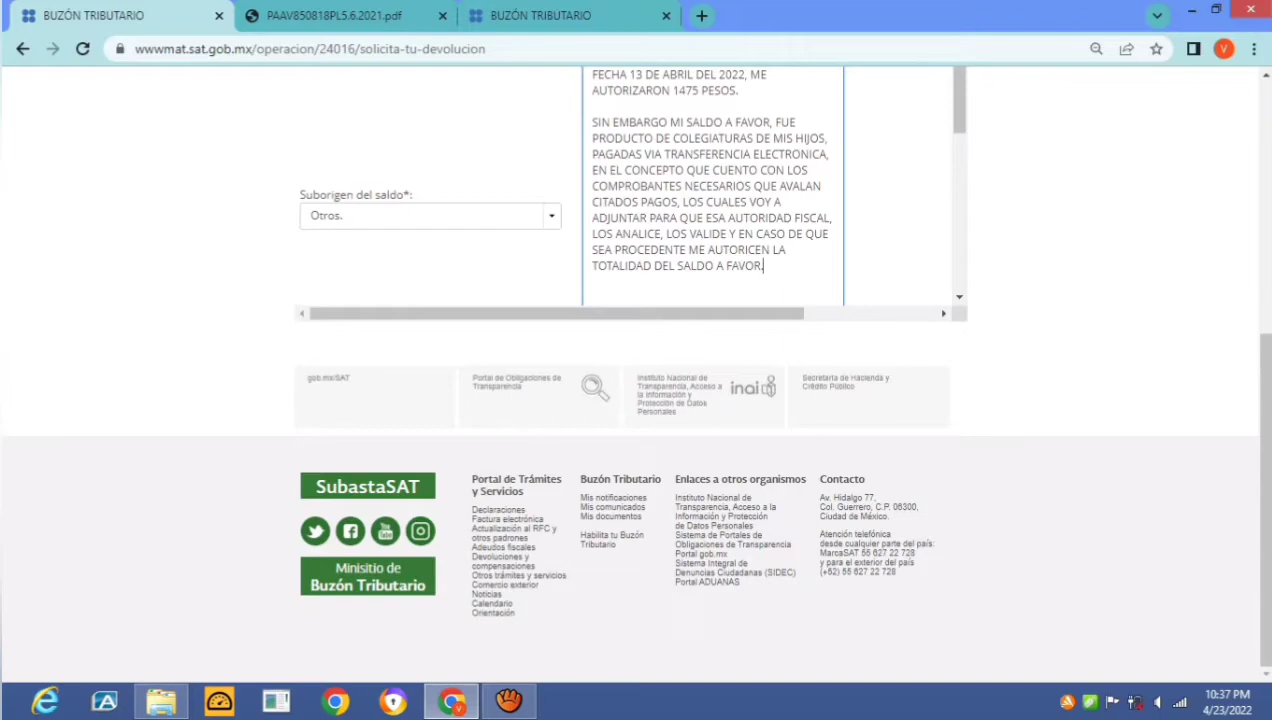 BUZÓN TRIBUTARIO
PAAV850818PL5.6.2021.pdf
BUZÓN TRIBUTARIO
wwwmat.sat.gob.mx/operacion/24016/solicita-tu-devolucion
V
FECHA 13 DE ABRIL DEL 2022, ME
AUTORIZARON 1475 PESOS.
SIN EMBARGO MI SALDO A FAVOR, FUE
PRODUCTO DE COLEGIATURAS DE MIS HIJOS,
PAGADAS VIA TRANSFERENCIA ELECTRONICA,
EN EL CONCEPTO QUE CUENTO CON LOS
COMPROBANTES NECESARIOS QUE AVALAN
CITADOS PAGOS, LOS CUALES VOY A
ADJUNTAR PARA QUE ESA AUTORIDAD FISCAL,
LOS ANALICE, LOS VALIDE Y EN CASO DE QUE
SEA PROCEDENTE ME AUTORICEN LA
TOTALIDAD DEL SALDO A FAVOR.
Suborigen del saldo*:
Otros.
gob.mx/SAT
Portal de Obligaciones de
Transparencia
Instituto Nacional de
Transparencia, Acceso a
la Información y
Protección de Datos
Personales
inai
Secretaría de Hacienda y
Crédito Público
SubastaSAT
You Tube
Minisitio de
Buzón Tributario
Portal de Trámites
y Servicios
Declaraciones
Factura electrónica
Actualización al RFC y
otros padrones
Adeudos fiscales
Devoluciones y
compensaciones
Otros trámites y servicios
Comercio exterior
Noticias
Calendario
Orientación
Buzón Tributario
Mis notificaciones
Mis comunicados
Mis documentos
Habilita tu Buzón
Tributario
Enlaces a otros organismos
Instituto Nacional de
Transparencia, Acceso a la
Información y Protección
de Datos Personales
Sistema de Portales de
Obligaciones de Transparencia
Portal gob.mx
Sistema Integral de
Denuncias Ciudadanas (SIDEC)
Portal ADUANAS
Contacto
Av. Hidalgo 77,
Col. Guerrero, C.P. 06300,
Ciudad de México.
Atención telefónica
desde cualquier parte del país:
MarcaSAT 55 627 22 728
y para el exterior del país
(+52) 55 627 22 728
V
10:37 PM
4/23/2022